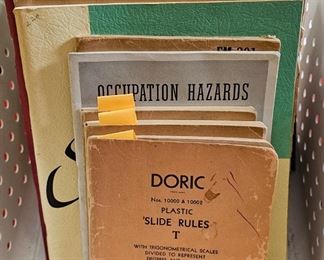 FM 201
OCCUPATION HAZARDS
DORIC
Nos. 10000 & 10002
PLASTIC
'SLIDE RULES'
T
WITH TRIGONOMETRICAL SCALES
DIVIDED TO REPRESENT